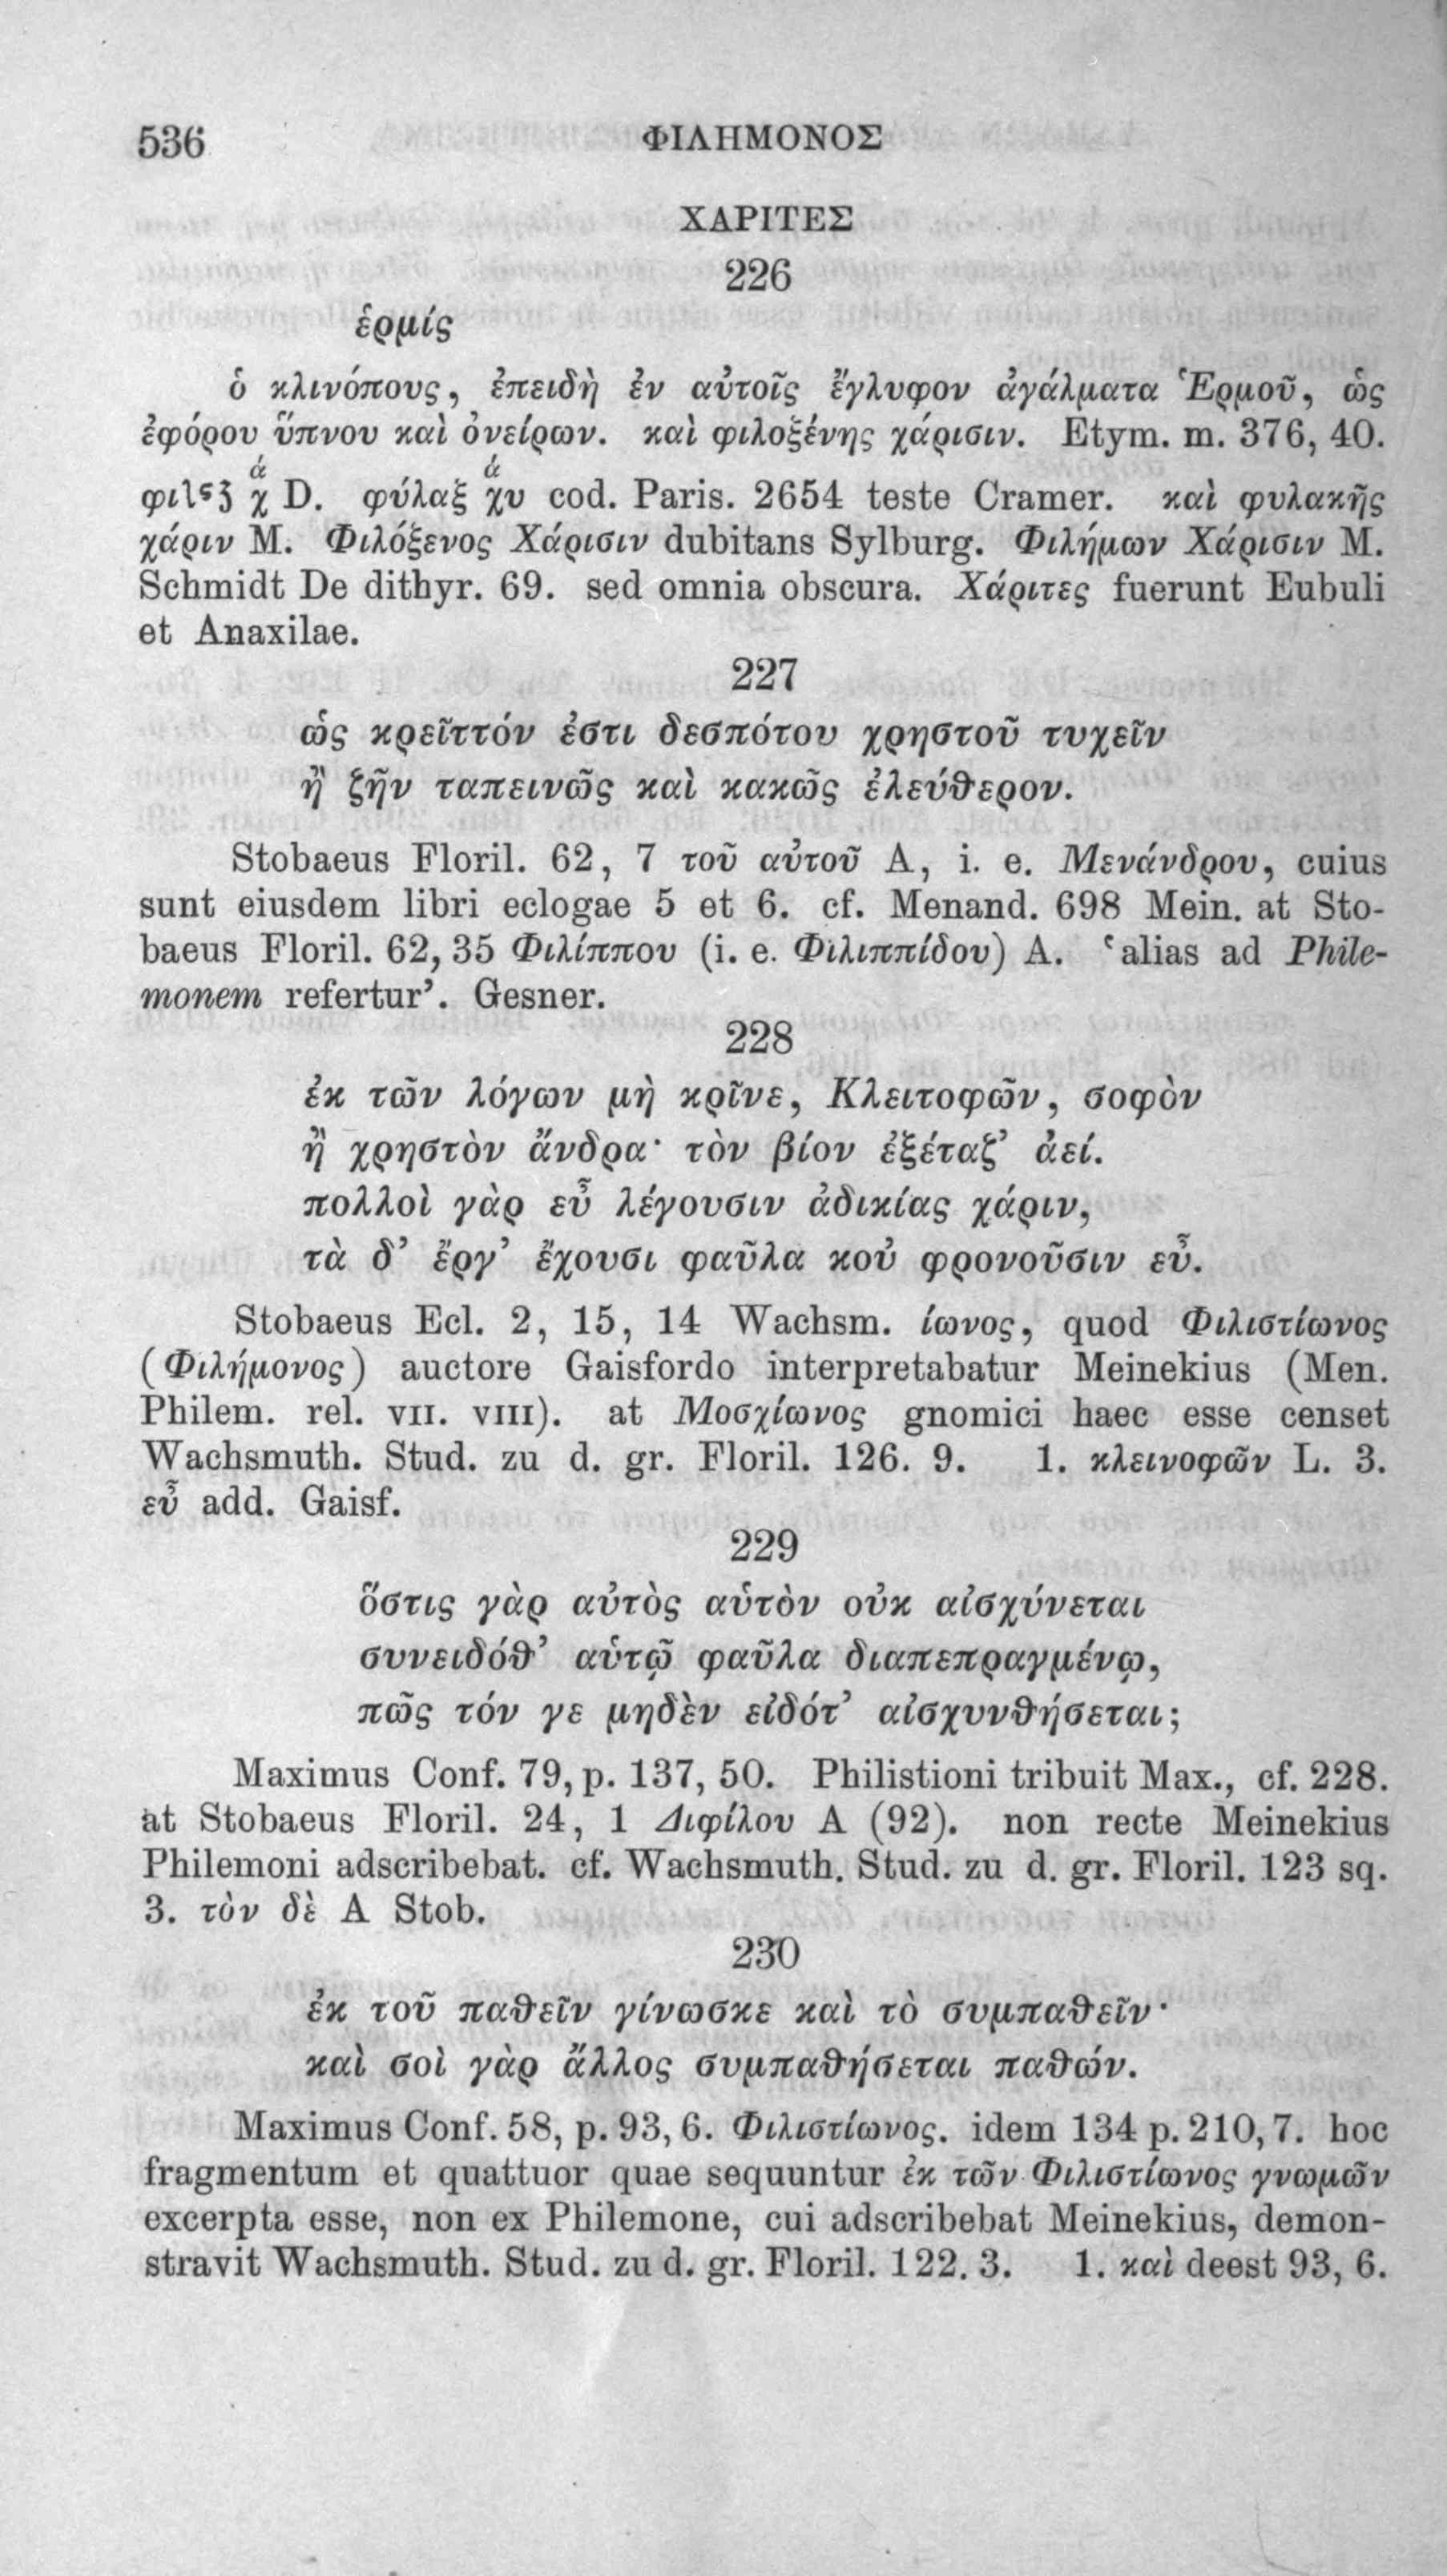 536 ΦΙΛΗΜΟΝΟΣ
ΧΑΡΙΤΕΣ
226
ἑρμίς
ὁ κλινόπους, ἐπειδὴ ἐν αὐτοῖς ἔγλυφον ἀγάλματα Ἑρμοῦ, ὡς
ἐφόρου ὕπνου καὶ ὀνείρων. καὶ φιλοξένης χάρισιν. Etym. m. 376, 40.
χ D. φύλαξ χυ cod. Paris. 2654 teste Cramer. καὶ φυλακῆς
χάριν M. Φιλόξενος Χάρισιν dubitans Sylburg. Φιλήμων Χάρισιν M.
Schmidt De dithyr. 69. sed omnia obscura. Χάριτες fuerunt Eubuli
et Anaxilae.
227
ὡς κρεῖττόν ἐστι δεσπότου χρηστοῦ τυχεῖν
ἢ ζῆν ταπεινῶς καὶ κακῶς ἐλεύθερον.
Stobaeus Floril. 62, 7 τοῦ αὐτοῦ A, i. e. Μενάνδρου, cuius
sunt eiusdem libri eclogae 5 et 6. cf. Menand. 698 Mein. at Sto-
baeus Floril. 62, 35 Φιλίππου (i. e. Φιλιππίδου) A. ‘alias ad Phile-
monem refertur’. Gesner.
228
ἐκ τῶν λόγων μὴ κρῖνε, Κλειτοφῶν, σοφὸν
ἢ χρηστὸν ἄνδρα· τὸν βίον ἐξέταζ’ ἀεί.
πολλοὶ γὰρ εὖ λέγουσιν ἀδικίας χάριν,
τὰ δ’ ἔργ’ ἔχουσι φαῦλα κοὐ φρονοῦσιν εὖ.
Stobaeus Ecl. 2, 15, 14 Wachsm. ίωνος, quod Φιλιστίωνος
(Φιλήμονος) auctore Gaisfordo interpretabatur Meinekius (Men.
Philem. rel. VII. VIII). at Μοσχίωνος gnomici haec esse censet
Wachsmuth. Stud. zu d. gr. Floril. 126. 9. 1. κλεινοφῶν L. 3.
εὖ add. Gaisf.
229
ὅστις γὰρ αὐτὸς αὑτὸν οὐκ αἰσχύνεται
συνειδόθ’ αὑτῷ φαῦλα διαπεπραγμένῳ,
πῶς τόν γε μηδὲν εἰδότ’ αἰσχυνθήσεται;
Maximus Conf. 79, p. 137, 50. Philistioni tribuit Max., cf. 228.
at Stobaeus Floril. 24, 1 Διφίλου A (92). non recte Meinekius
Philemoni adscribebat. cf. Wachsmuth. Stud. zu d. gr. Floril. 123 sq.
3. τὸν δὲ A Stob.
230
ἐκ τοῦ παθεῖν γίνωσκε καὶ τὸ συμπαθεῖν·
καὶ σοὶ γὰρ ἄλλος συμπαθήσεται παθών.
Maximus Conf. 58, p. 93, 6. Φιλιστίωνος. idem 134 p. 210, 7. hoc
fragmentum et quattuor quae sequuntur ἐκ τῶν Φιλιστίωνος γνωμῶν
excerpta esse, non ex Philemone, cui adscribebat Meinekius, demon-
stravit Wachsmuth. Stud. zu d. gr. Floril. 122. 3. 1. καὶ deest 93, 6.